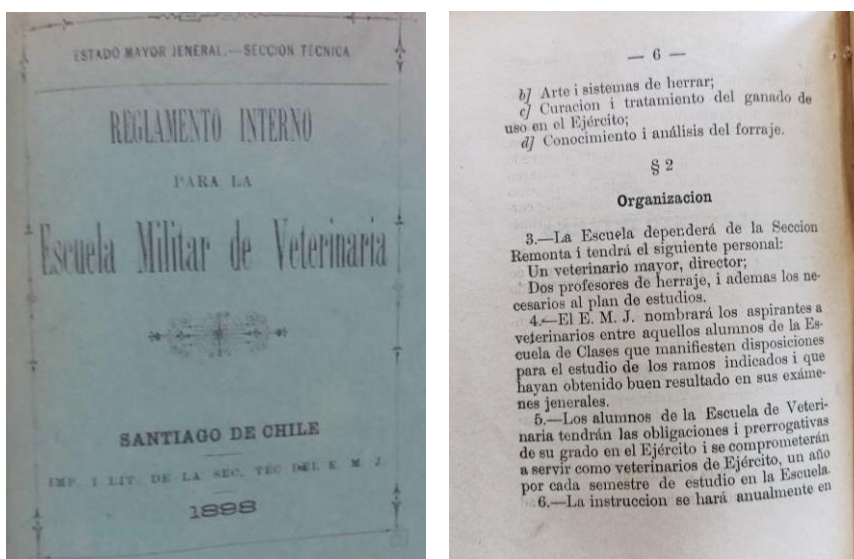 ESTADO MAYOR JENERAL.—SECCION TECNICA
REGLAMENTO INTERNO
PARA LA
Escuela Militar de Veterinaria
SANTIAGO DE CHILE
IMP. I LIT. DE LA SEC. TEC DEL E. M. J.
1898
— 6 —
b] Arte i sistemas de herrar;
c] Curacion i tratamiento del ganado de
uso en el Ejército;
d] Conocimiento i análisis del forraje.
§ 2
Organizacion
3.—La Escuela dependerá de la Seccion
Remonta i tendrá el siguiente personal:
Un veterinario mayor, director;
Dos profesores de herraje, i ademas los ne-
cesarios al plan de estudios.
4.—El E. M. J. nombrará los aspirantes a
veterinarios entre aquellos alumnos de la Es-
cuela de Clases que manifiesten disposiciones
para el estudio de los ramos indicados i que
hayan obtenido buen resultado en sus exáme-
nes jenerales.
5.—Los alumnos de la Escuela de Veteri-
naria tendrán las obligaciones i prerrogativas
de su grado en el Ejército i se comprometerán
a servir como veterinarios de Ejército, un año
por cada semestre de estudio en la Escuela.
6.—La instruccion se hará anualmente en